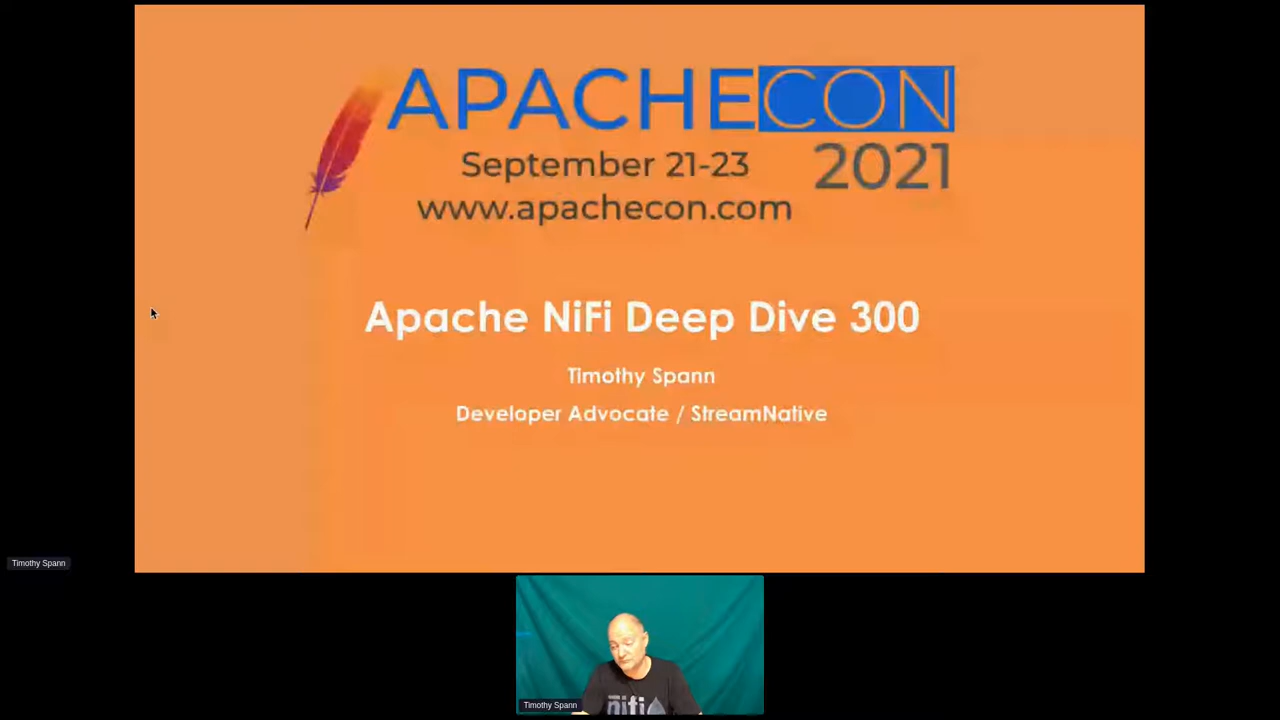 APACHECON
September 21-23
2021
www.apachecon.com
Apache NiFi Deep Dive 300
Timothy Spann
Developer Advocate / StreamNative
Timothy Spann
Timothy Spann
nifi